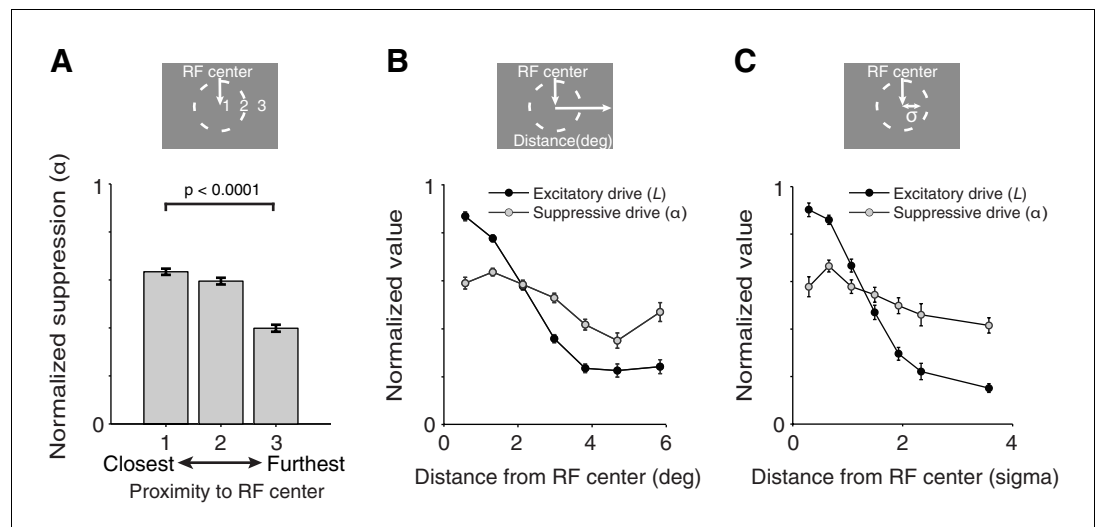 A
RF center
1 2 3
Normalized suppression (α)
1
0
p < 0.0001
1 2 3
Closest Furthest
Proximity to RF center
B
RF center
Distance(deg)
Normalized value
1
0
Excitatory drive (L)
Suppressive drive (α)
0 2 4 6
Distance from RF center (deg)
C
RF center
σ
Normalized value
1
0
Excitatory drive (L)
Suppressive drive (α)
0 2 4
Distance from RF center (sigma)